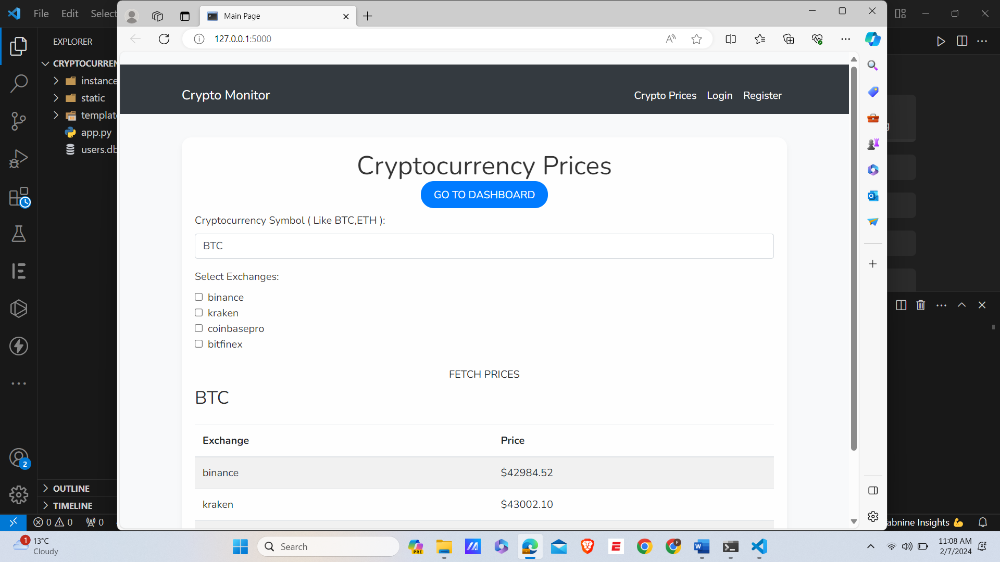 File Edit Select
Main Page
127.0.0.1:5000
EXPLORER
CRYPTOCURREN
instance
static
templat
app.py
users.db
Crypto Monitor
Crypto Prices Login Register
Cryptocurrency Prices
GO TO DASHBOARD
Cryptocurrency Symbol ( Like BTC,ETH ):
BTC
Select Exchanges:
binance
kraken
coinbasepro
bitfinex
FETCH PRICES
BTC
Exchange Price
binance $42984.52
kraken $43002.10
2
OUTLINE
TIMELINE
0 0 0
abnine Insights
1
13°C
Cloudy
Search
PRE
F
11:08 AM
2/7/2024